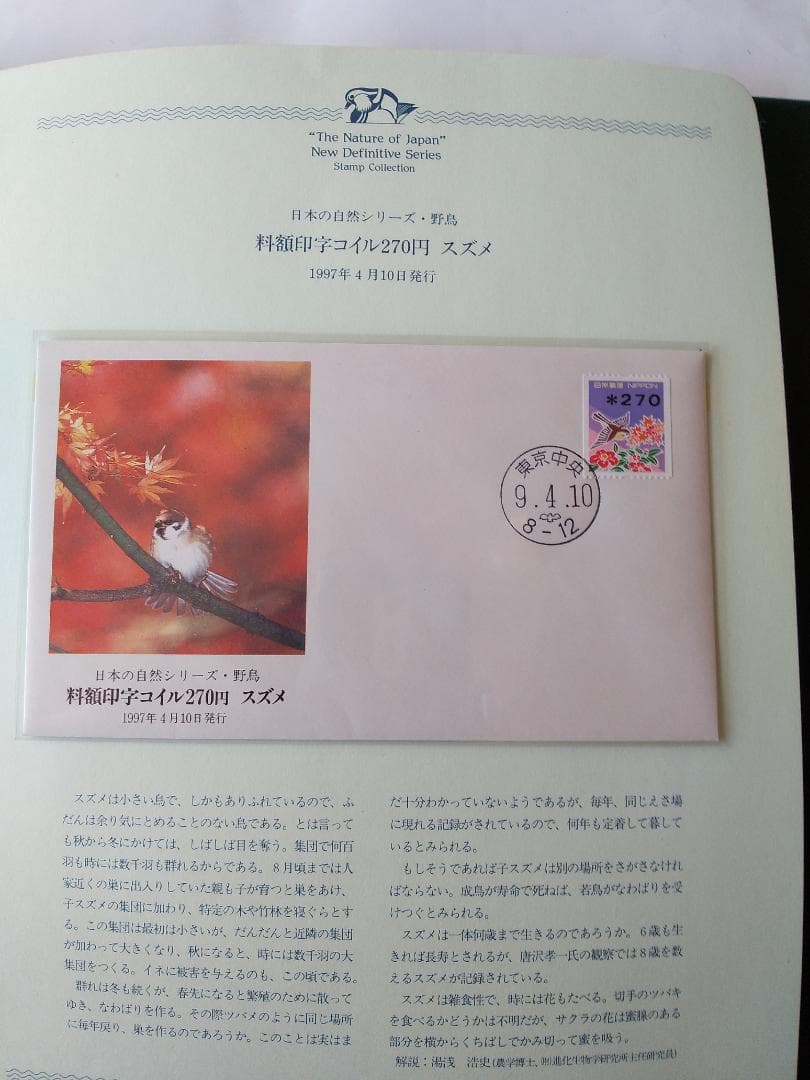 "The Nature of Japan"
New Definitive Series
Stamp Collection
日本の自然シリーズ・野鳥
料額印字コイル270円 スズメ
1997年4月10日発行
日本郵便 NIPPON
*270
東京中央
9.4.10
8-12
日本の自然シリーズ・野鳥
料額印字コイル270円 スズメ
1997年4月10日発行
スズメは小さい鳥で、しかもありふれているので、ふ
だんは余り気にとめることのない鳥である。とは言って
も秋から冬にかけては、しばしば目を奪う。集団で何百
羽も時には数千羽も群れるからである。8月頃までは人
家近くの巣に出入りしていた親も子が育つと巣をあけ、
子スズメの集団に加わり、特定の木や竹林を寝ぐらとす
る。この集団は最初は小さいが、だんだんと近隣の集団
が加わって大きくなり、秋になると、時には数千羽の大
集団をつくる。イネに被害を与えるのも、この頃である。
群れは冬も続くが、春先になると繁殖のために散って
ゆき、なわばりを作る。その際ツバメのように同じ場所
に毎年戻り、巣を作るのであろうか。このことは実はま
だ十分わかっていないようであるが、毎年、同じえさ場
に現れる記録がされているので、何年も定着して暮して
いるとみられる。
もしそうであれば子スズメは別の場所をさがさなけれ
ばならない。成鳥が寿命で死ねば、若鳥がなわばりを受
けつぐとみられる。
スズメは一体何歳まで生きるのであろうか。6歳も生
きれば長寿とされるが、唐沢孝一氏の観察では8歳を数
えるスズメが記録されている。
スズメは雑食性で、時には花もたべる。切手のツバキ
を食べるかどうかは不明だが、サクラの花は蜜腺のある
部分を横からくちばしでかみ切って蜜を吸う。
解説：湯浅 浩史(農学博士、㈶進化生物学研究所主任研究員)